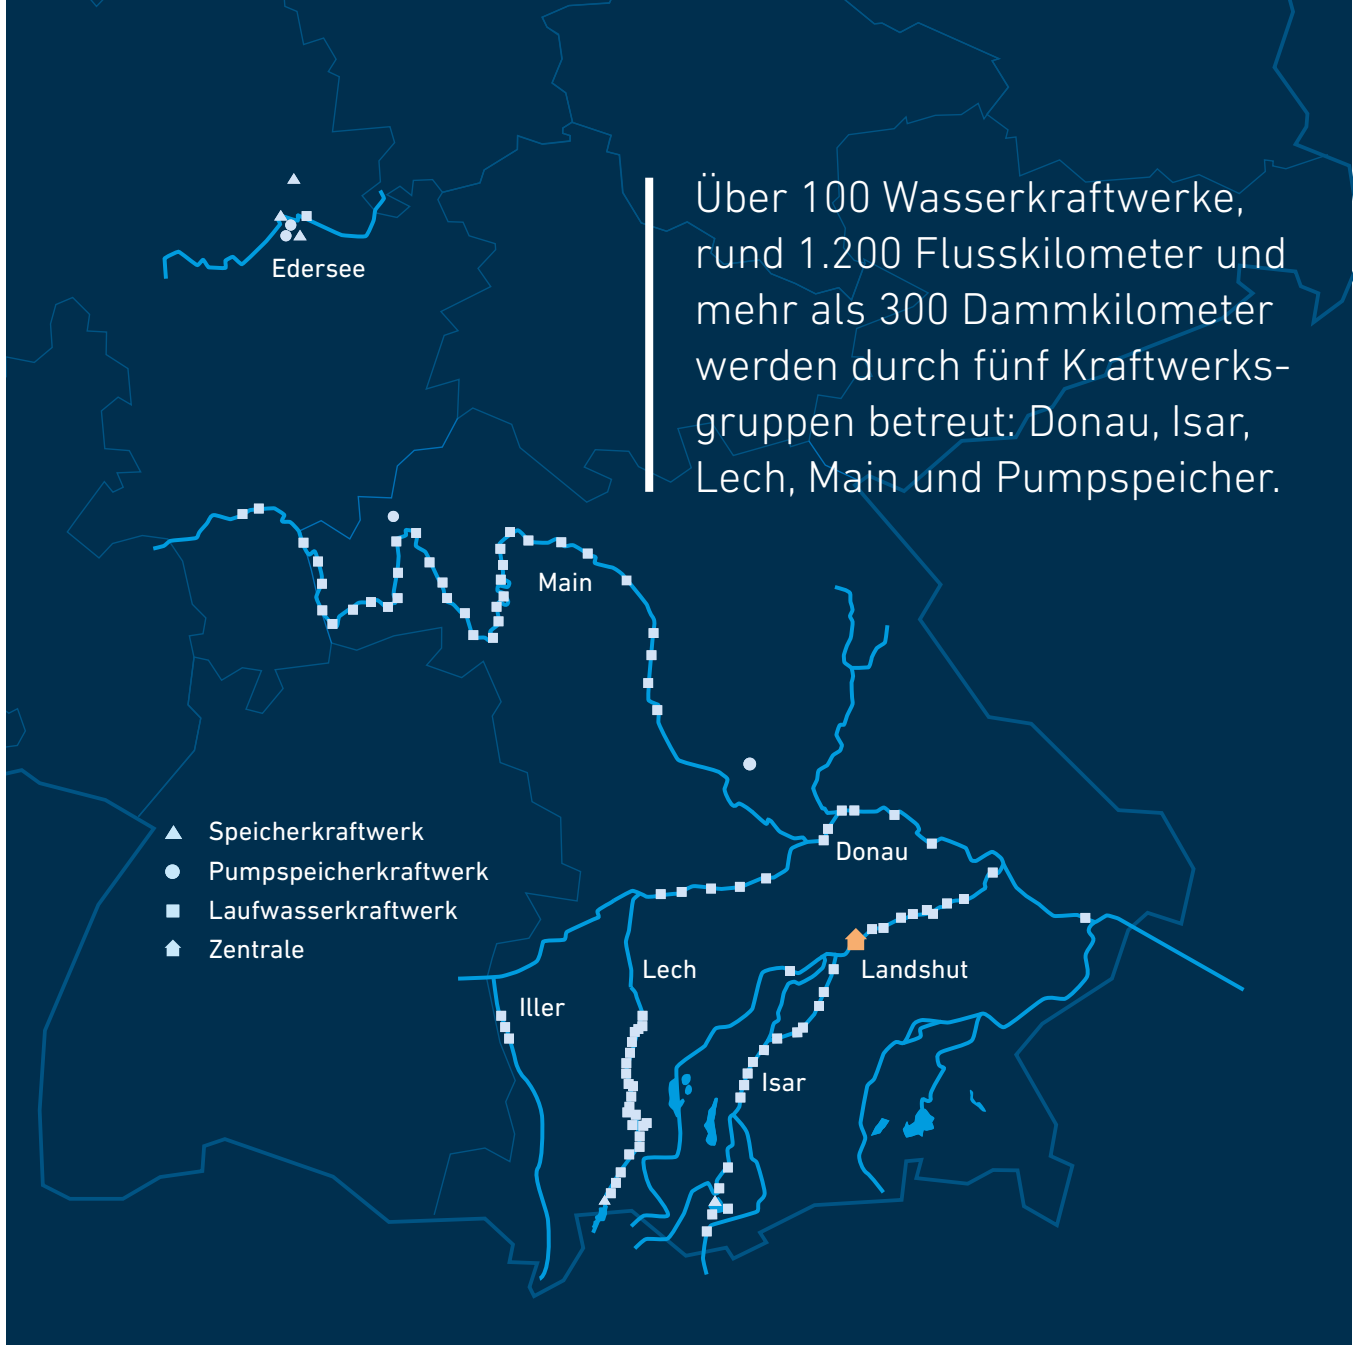 Über 100 Wasserkraftwerke,
rund 1.200 Flusskilometer und
mehr als 300 Dammkilometer
werden durch fünf Kraftwerks-
gruppen betreut: Donau, Isar,
Lech, Main und Pumpspeicher.
Edersee
Main
Speicherkraftwerk
Pumpspeicherkraftwerk
Laufwasserkraftwerk
Zentrale
Donau
Lech
Landshut
Iller
Isar